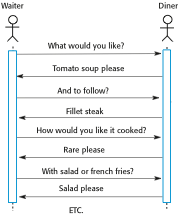 Waiter Diner
What would you like?
Tomato soup please
And to follow?
Fillet steak
How would you like it cooked?
Rare please
With salad or french fries?
Salad please
ETC.